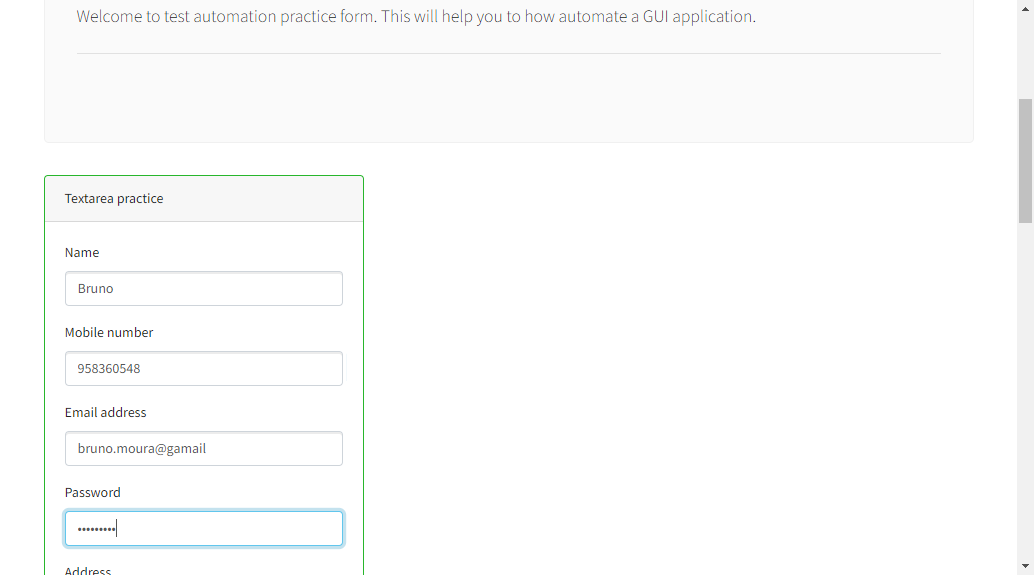 Welcome to test automation practice form. This will help you to how automate a GUI application.
Textarea practice
Name
Bruno
Mobile number
958360548
Email address
bruno.moura@gamail
Password
•••••••••
Address